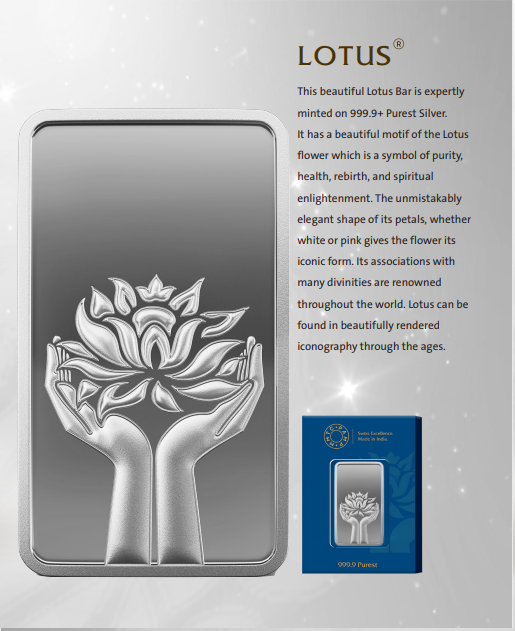 LOTUS®
This beautiful Lotus Bar is expertly
minted on 999.9+ Purest Silver.
It has a beautiful motif of the Lotus
flower which is a symbol of purity,
health, rebirth, and spiritual
enlightenment. The unmistakably
elegant shape of its petals, whether
white or pink gives the flower its
iconic form. Its associations with
many divinities are renowned
throughout the world. Lotus can be
found in beautifully rendered
iconography through the ages.
Swiss Excellence.
Made in India.
999.9 Purest